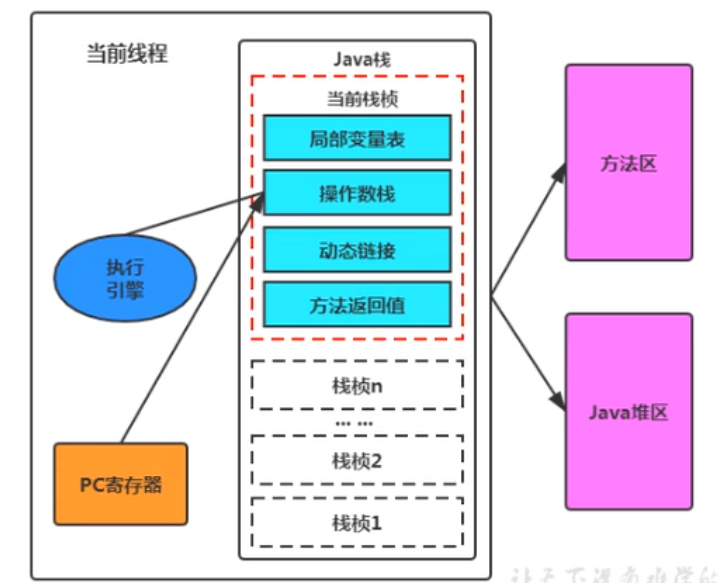 当前线程
Java栈
当前栈桢
局部变量表
操作数栈
动态链接
方法返回值
执行
引擎
PC寄存器
栈桢n
... ...
栈桢2
栈桢1
方法区
Java堆区